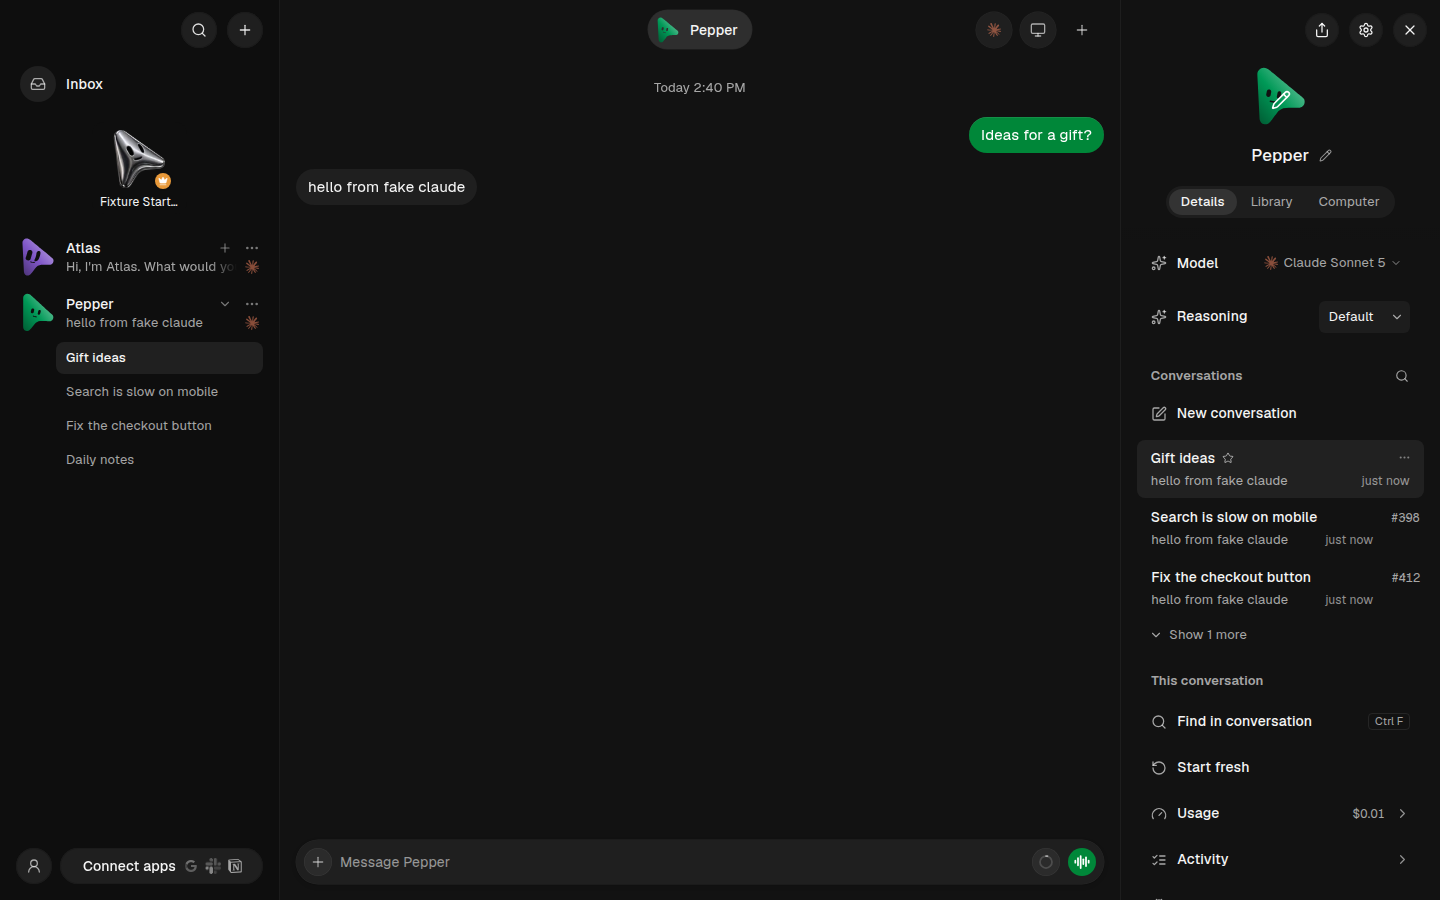 Inbox
Fixture Start...
Atlas
Hi, I'm Atlas. What would yo
Pepper
hello from fake claude
Gift ideas
Search is slow on mobile
Fix the checkout button
Daily notes
Connect apps
Pepper
Today 2:40 PM
Ideas for a gift?
hello from fake claude
Message Pepper
Pepper
Details
Library
Computer
Model
Claude Sonnet 5
Reasoning
Default
Conversations
New conversation
Gift ideas
hello from fake claude
just now
Search is slow on mobile
#398
hello from fake claude
just now
Fix the checkout button
#412
hello from fake claude
just now
Show 1 more
This conversation
Find in conversation
Ctrl F
Start fresh
Usage
$0.01
Activity